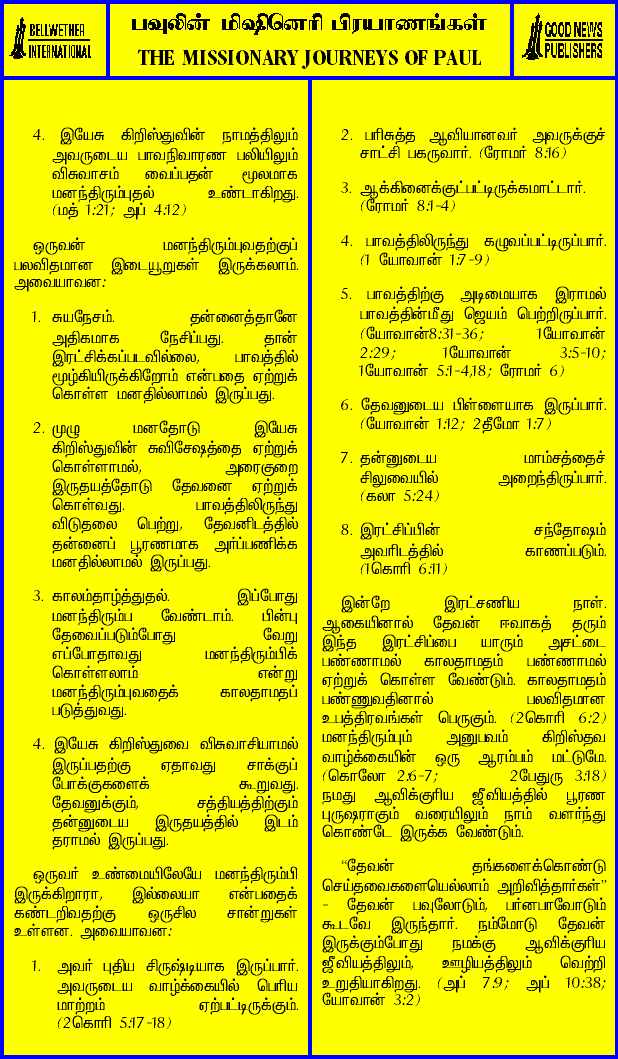 BELLWETHER
INTERNATIONAL
பவுலின் மிஷினெரி பிரயாணங்கள்
THE MISSIONARY JOURNEYS OF PAUL
GOOD NEWS
PUBLISHERS
4. இயேசு கிறிஸ்துவின் நாமத்திலும்
அவருடைய பாவநிவாரண பலியிலும்
விசுவாசம் வைப்பதன் மூலமாக
மனந்திரும்புதல் உண்டாகிறது.
(மத் 1:21; அப் 4:12)
ஒருவன் மனந்திரும்புவதற்குப்
பலவிதமான இடையூறுகள் இருக்கலாம்.
அவையாவன:
1. சுயநேசம். தன்னைத்தானே
அதிகமாக நேசிப்பது. தான்
இரட்சிக்கப்படவில்லை, பாவத்தில்
மூழ்கியிருக்கிறோம் என்பதை ஏற்றுக்
கொள்ள மனதில்லாமல் இருப்பது.
2. முழு மனதோடு இயேசு
கிறிஸ்துவின் சுவிசேஷத்தை ஏற்றுக்
கொள்ளாமல், அரைகுறை
இருதயத்தோடு தேவனை ஏற்றுக்
கொள்வது. பாவத்திலிருந்து
விடுதலை பெற்று, தேவனிடத்தில்
தன்னைப் பூரணமாக அர்ப்பணிக்க
மனதில்லாமல் இருப்பது.
3. காலம்தாழ்த்துதல். இப்போது
மனந்திரும்ப வேண்டாம். பின்பு
தேவைப்படும்போது வேறு
எப்போதாவது மனந்திரும்பிக்
கொள்ளலாம் என்று
மனந்திரும்புவதைக் காலதாமதப்
படுத்துவது.
4. இயேசு கிறிஸ்துவை விசுவாசியாமல்
இருப்பதற்கு ஏதாவது சாக்குப்
போக்குகளைக் கூறுவது.
தேவனுக்கும், சத்தியத்திற்கும்
தன்னுடைய இருதயத்தில் இடம்
தராமல் இருப்பது.
ஒருவர் உண்மையிலேயே மனந்திரும்பி
இருக்கிறாரா, இல்லையா என்பதைக்
கண்டறிவதற்கு ஒருசில சான்றுகள்
உள்ளன. அவையாவன:
1. அவர் புதிய சிருஷ்டியாக இருப்பார்.
அவருடைய வாழ்க்கையில் பெரிய
மாற்றம் ஏற்பட்டிருக்கும்.
(2கொரி 5:17-18)
2. பரிசுத்த ஆவியானவர் அவருக்குச்
சாட்சி பகருவார். (ரோமர் 8:16)
3. ஆக்கினைக்குட்பட்டிருக்கமாட்டார்.
(ரோமர் 8:1-4)
4. பாவத்திலிருந்து கழுவப்பட்டிருப்பார்.
(1 யோவான் 1:7-9)
5. பாவத்திற்கு அடிமையாக இராமல்
பாவத்தின்மீது ஜெயம் பெற்றிருப்பார்.
(யோவான்8:31-36; 1யோவான்
2:29; 1யோவான் 3:5-10;
1யோவான் 5:1-4,18; ரோமர் 6)
6. தேவனுடைய பிள்ளையாக இருப்பார்.
(யோவான் 1:12; 2தீமோ 1:7)
7. தன்னுடைய மாம்சத்தைச்
சிலுவையில் அறைந்திருப்பார்.
(கலா 5:24)
8. இரட்சிப்பின் சந்தோஷம்
அவரிடத்தில் காணப்படும்.
(1கொரி 6:11)
இன்றே இரட்சணிய நாள்.
ஆகையினால் தேவன் ஈவாகத் தரும்
இந்த இரட்சிப்பை யாரும் அசட்டை
பண்ணாமல் காலதாமதம் பண்ணாமல்
ஏற்றுக் கொள்ள வேண்டும். காலதாமதம்
பண்ணுவதினால் பலவிதமான
உபத்திரவங்கள் பெருகும். (2கொரி 6:2)
மனந்திரும்பும் அனுபவம் கிறிஸ்தவ
வாழ்க்கையின் ஒரு ஆரம்பம் மட்டுமே.
(கொலோ 2:6-7; 2பேதுரு 3:18)
நமது ஆவிக்குரிய ஜீவியத்தில் பூரண
புருஷராகும் வரையிலும் நாம் வளர்ந்து
கொண்டே இருக்க வேண்டும்.
“தேவன் தங்களைக்கொண்டு
செய்தவைகளையெல்லாம் அறிவித்தார்கள்”
- தேவன் பவுலோடும், பர்னபாவோடும்
கூடவே இருந்தார். நம்மோடு தேவன்
இருக்கும்போது நமக்கு ஆவிக்குரிய
ஜீவியத்திலும், ஊழியத்திலும் வெற்றி
உறுதியாகிறது. (அப் 7:9; அப் 10:38;
யோவான் 3:2)